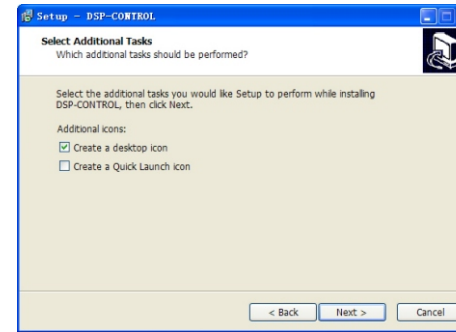 Setup - DSP-CONTROL
Select Additional Tasks
Which additional tasks should be performed?
Select the additional tasks you would like Setup to perform while installing
DSP-CONTROL, then click Next.
Additional icons:
Create a desktop icon
Create a Quick Launch icon
< Back Next > Cancel